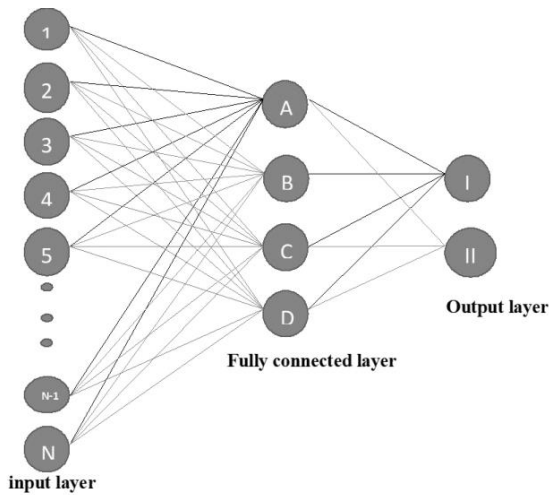 1
2
3
4
5
N-1
N
input layer
A
B
C
D
Fully connected layer
I
II
Output layer